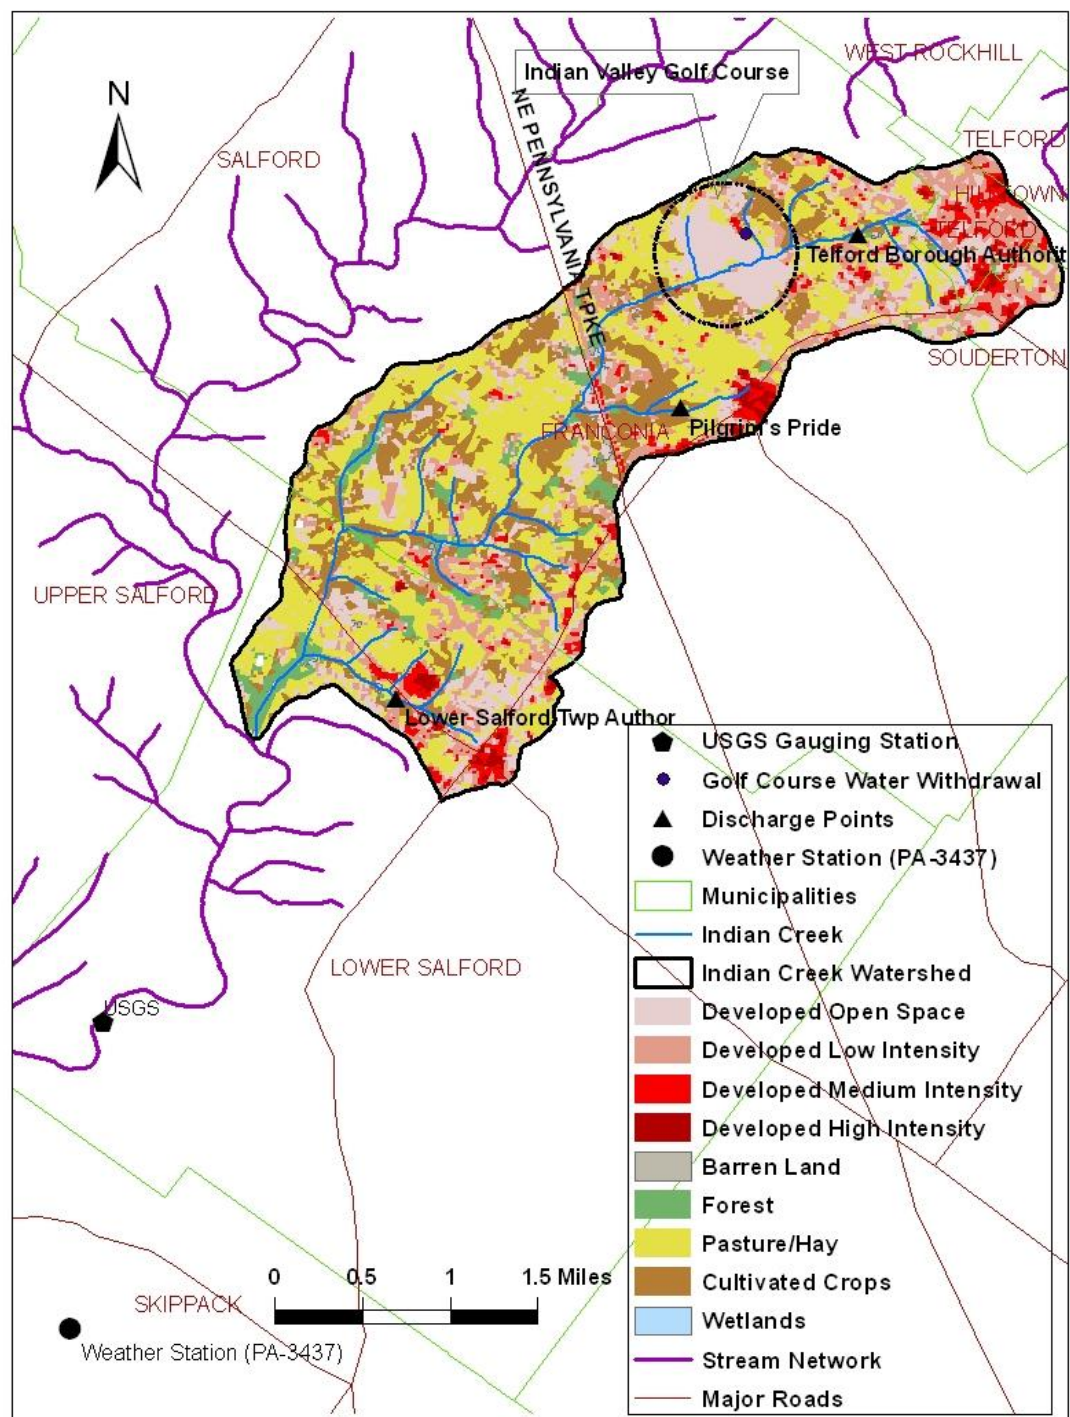 WEST ROCKHILL
Indian Valley Golf Course
N
NE PENNSYLVANIA TPKE
TELFORD
SALFORD
HILLTOWN
TELFORD
Telford Borough Authorit
SOUDERTON
FRANCONIA
Pilgrim's Pride
UPPER SALFORD
Lower Salford Twp Author
USGS Gauging Station
Golf Course Water Withdrawal
Discharge Points
Weather Station (PA-3437)
Municipalities
Indian Creek
Indian Creek Watershed
Developed Open Space
Developed Low Intensity
Developed Medium Intensity
Developed High Intensity
Barren Land
Forest
Pasture/Hay
Cultivated Crops
Wetlands
Stream Network
Major Roads
LOWER SALFORD
USGS
0 0.5 1 1.5 Miles
SKIPPACK
Weather Station (PA-3437)